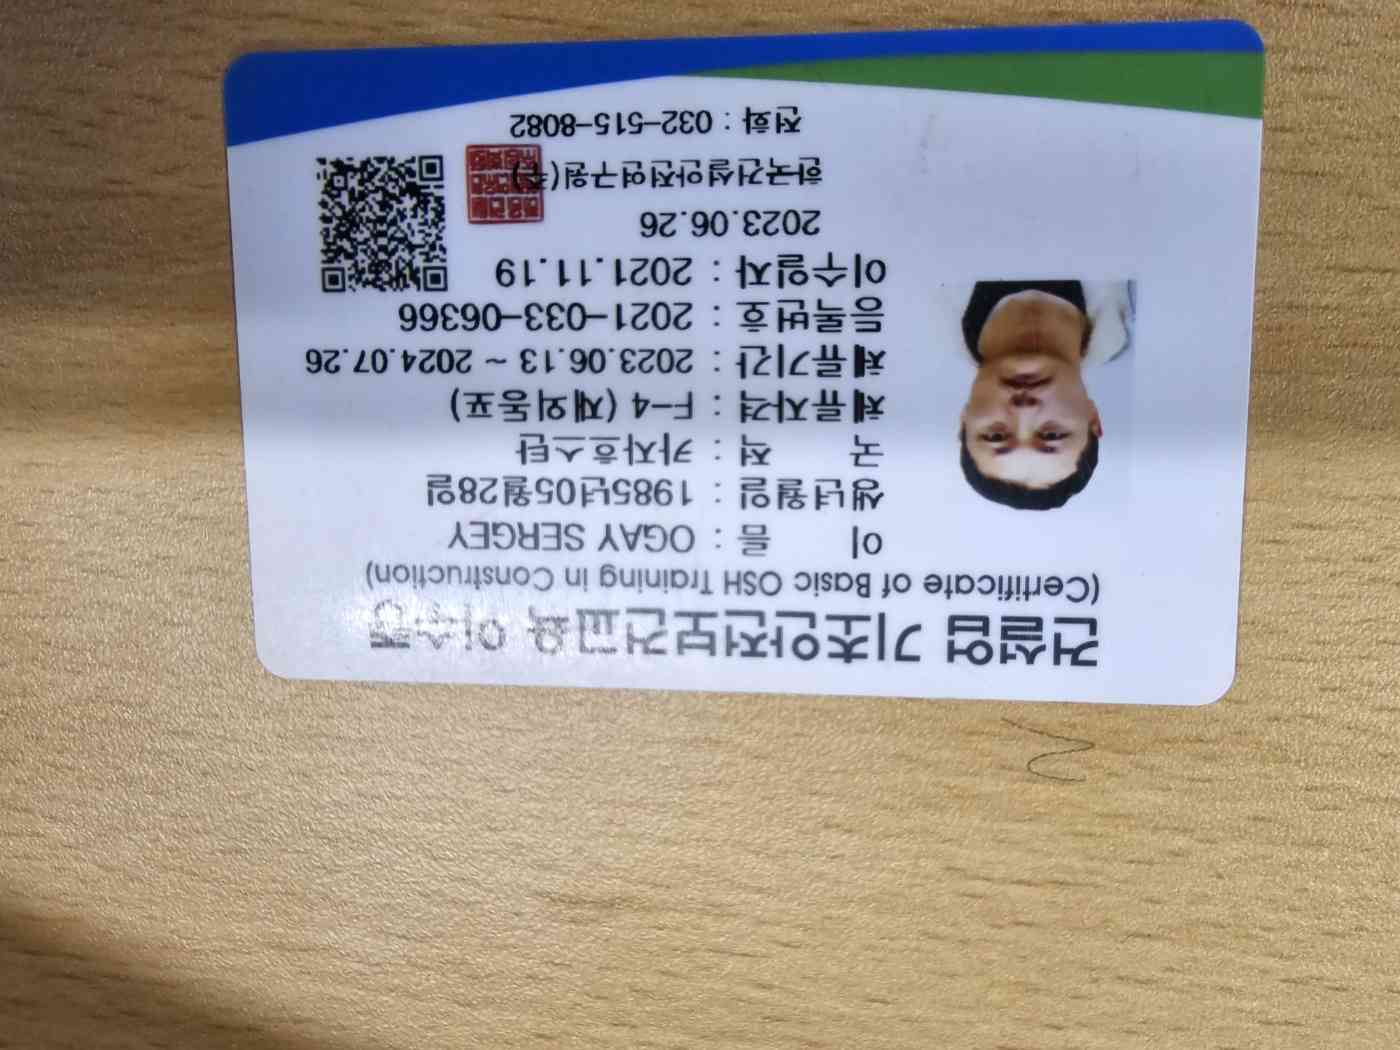 건설업 기초안전보건교육 이수증
(Certificate of Basic OSH Training in Construction)
이 름 : OGAY SERGEY
생년월일 : 1985년05월28일
국 적 : 카자흐스탄
체류자격 : F-4 (재외동포)
체류기간 : 2023.06.13 ~ 2024.07.26
등록번호 : 2021-033-06366
이수일자 : 2021.11.19
2023.06.26
한국건설안전연구원(주)
전화 : 032-515-8082